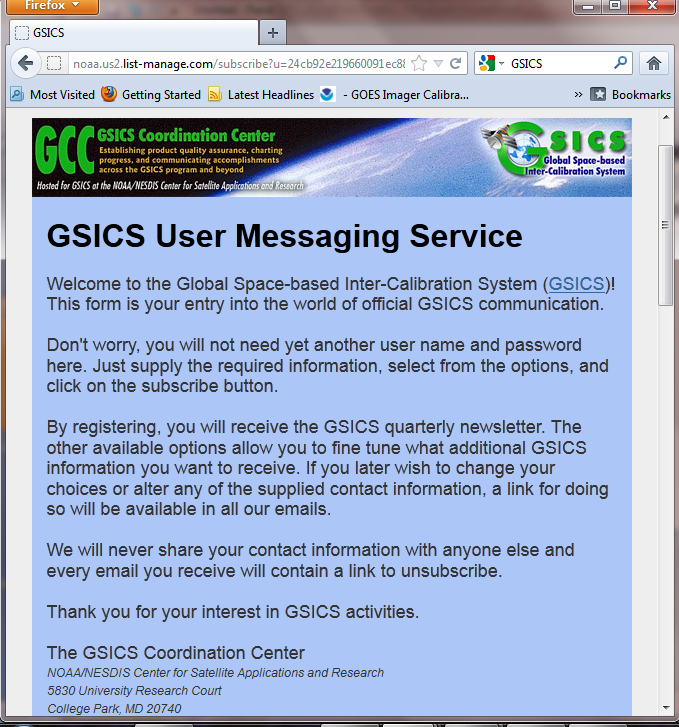 Firefox
GSICS
noaa.us2.list-manage.com/subscribe?u=24cb92e219660091ec88
GSICS
Most Visited
Getting Started
Latest Headlines
- GOES Imager Calibra...
»
Bookmarks
GCC
GSICS Coordination Center
Establishing product quality assurance, charting
progress, and communicating accomplishments
across the GSICS program and beyond
Hosted for GSICS at the NOAA/NESDIS Center for Satellite Applications and Research
GSICS
Global Space-based
Inter-Calibration System
GSICS User Messaging Service
Welcome to the Global Space-based Inter-Calibration System (GSICS)!
This form is your entry into the world of official GSICS communication.
Don't worry, you will not need yet another user name and password
here. Just supply the required information, select from the options, and
click on the subscribe button.
By registering, you will receive the GSICS quarterly newsletter. The
other available options allow you to fine tune what additional GSICS
information you want to receive. If you later wish to change your
choices or alter any of the supplied contact information, a link for doing
so will be available in all our emails.
We will never share your contact information with anyone else and
every email you receive will contain a link to unsubscribe.
Thank you for your interest in GSICS activities.
The GSICS Coordination Center
NOAA/NESDIS Center for Satellite Applications and Research
5830 University Research Court
College Park, MD 20740